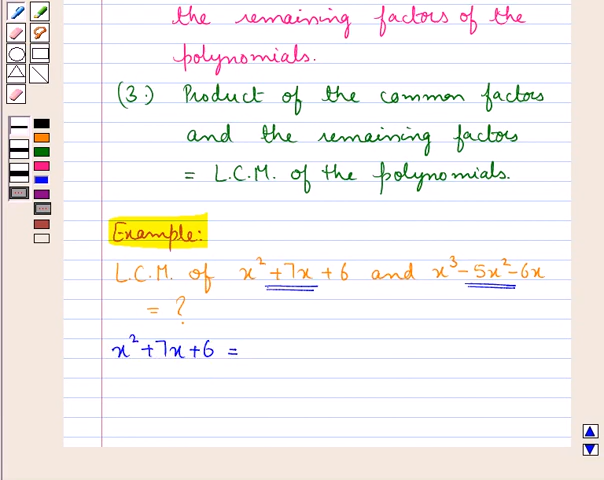 the remaining factors of the
polynomials.
(3.) Product of the common factors
and the remaining factors
= L.C.M. of the polynomials.
Example:
L.C.M. of x² + 7x + 6 and x³ - 5x² - 6x
= ?
x² + 7x + 6 =